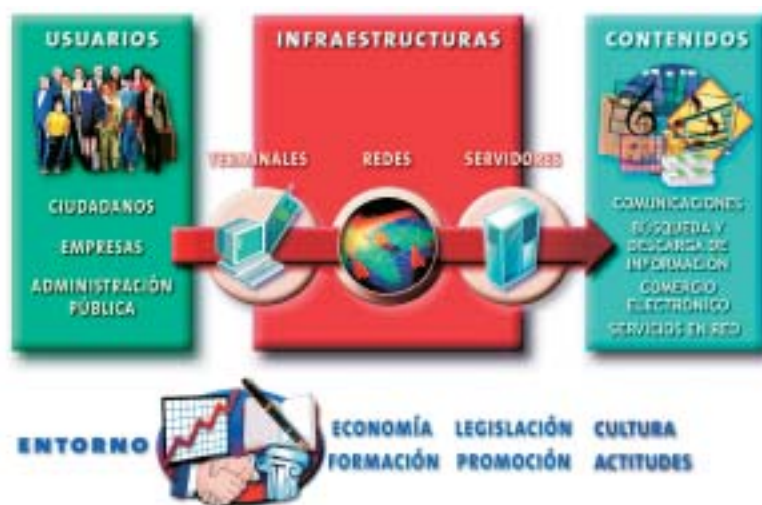 USUARIOS
CIUDADANOS
EMPRESAS
ADMINISTRACIÓN
PÚBLICA
INFRAESTRUCTURAS
TERMINALES REDES SERVIDORES
CONTENIDOS
COMUNICACIONES
BÚSQUEDA Y
DESCARGA DE
INFORMACIÓN
COMERCIO
ELECTRÓNICO
SERVICIOS EN RED
ENTORNO
ECONOMÍA LEGISLACIÓN CULTURA
FORMACIÓN PROMOCIÓN ACTITUDES